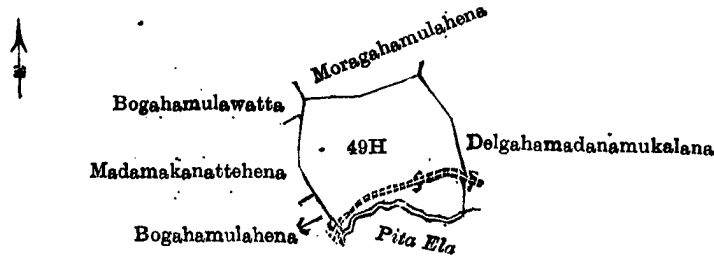 Moragahamulahena
Bogahamulawatta
49H
Delgahamadanamukalana
Madamakanattehena
Bogahamulahena
Pita Ela